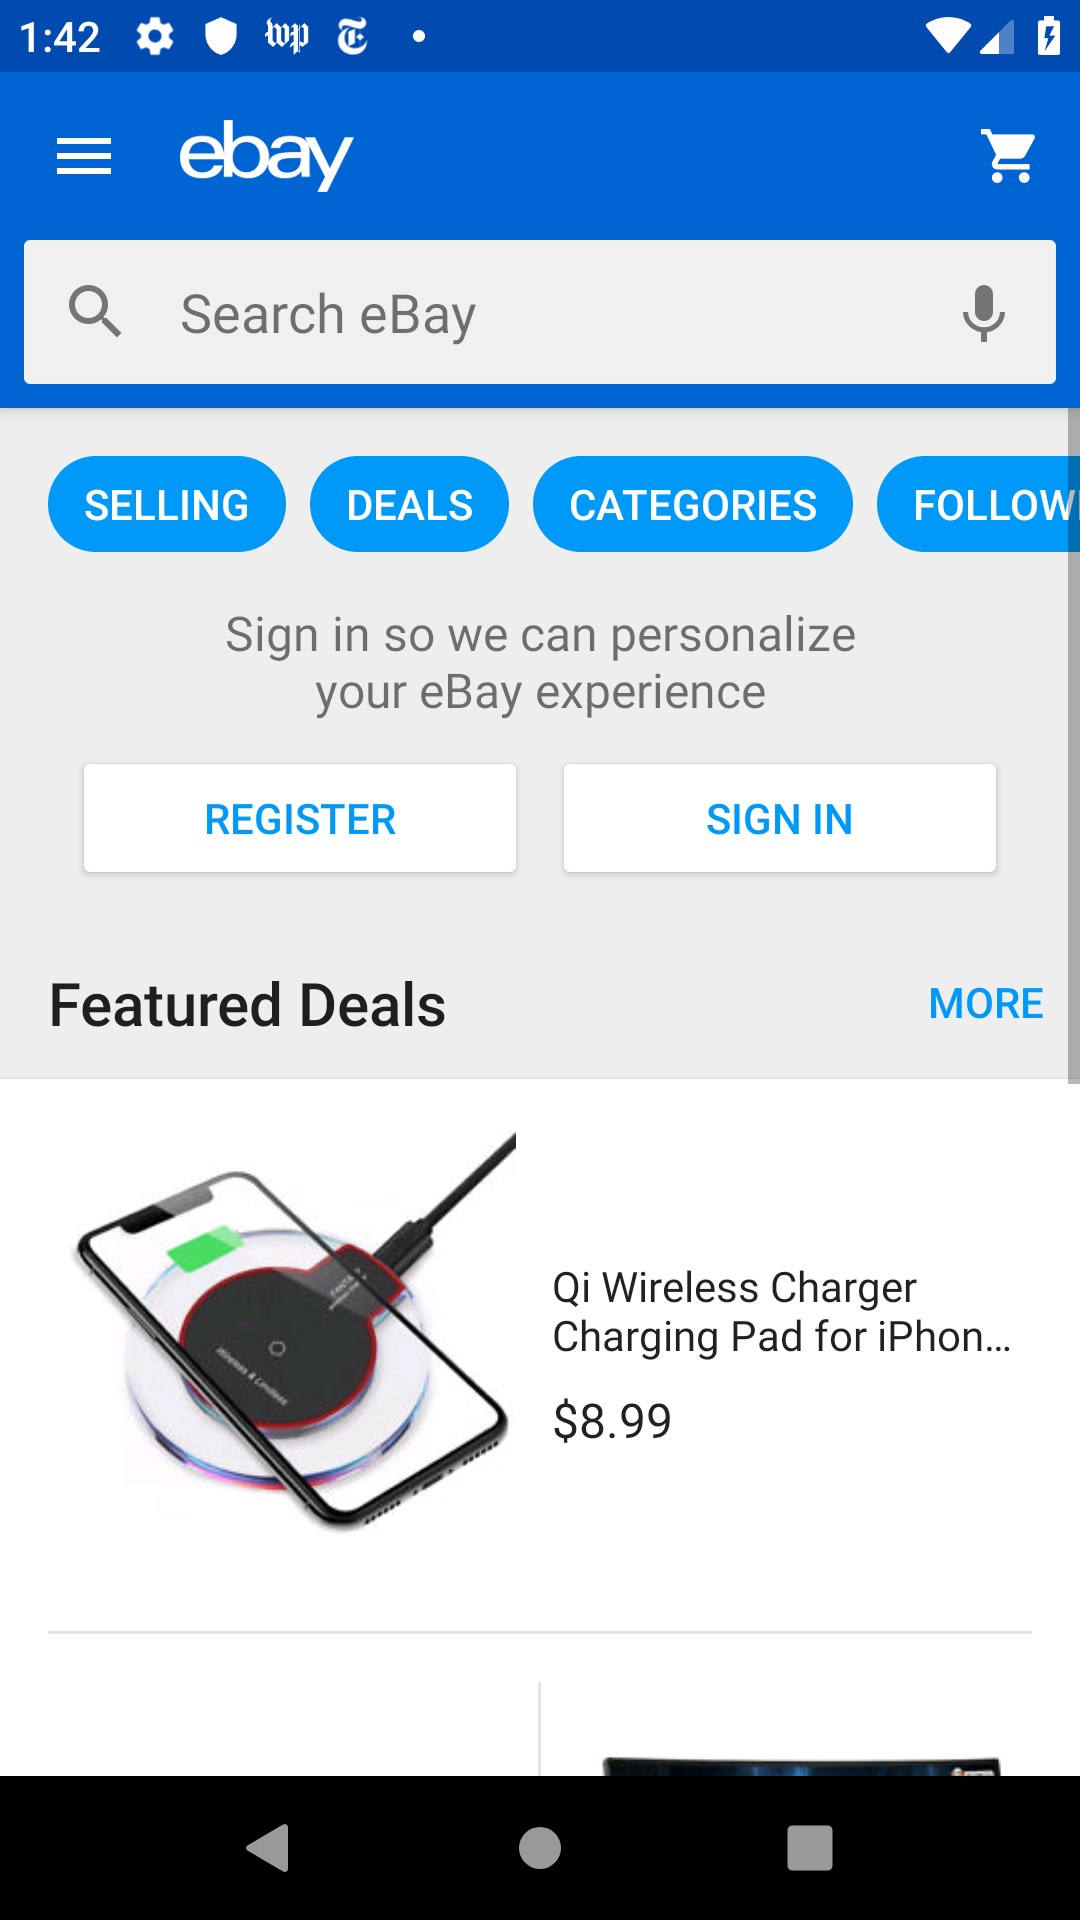 1:42
ebay
Search eBay
SELLING DEALS CATEGORIES FOLLOWI
Sign in so we can personalize
your eBay experience
REGISTER SIGN IN
Featured Deals MORE
Qi Wireless Charger
Charging Pad for iPhon...
$8.99